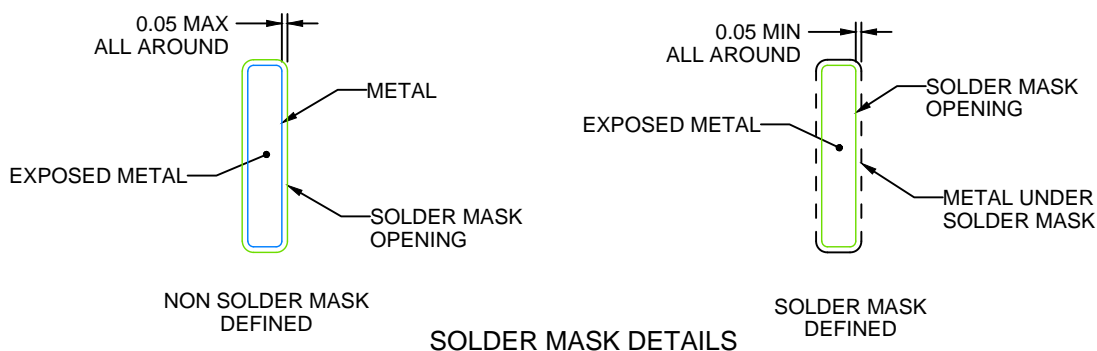 0.05 MAX
ALL AROUND
METAL
EXPOSED METAL
SOLDER MASK
OPENING
NON SOLDER MASK
DEFINED
0.05 MIN
ALL AROUND
SOLDER MASK
OPENING
EXPOSED METAL
METAL UNDER
SOLDER MASK
SOLDER MASK
DEFINED
SOLDER MASK DETAILS